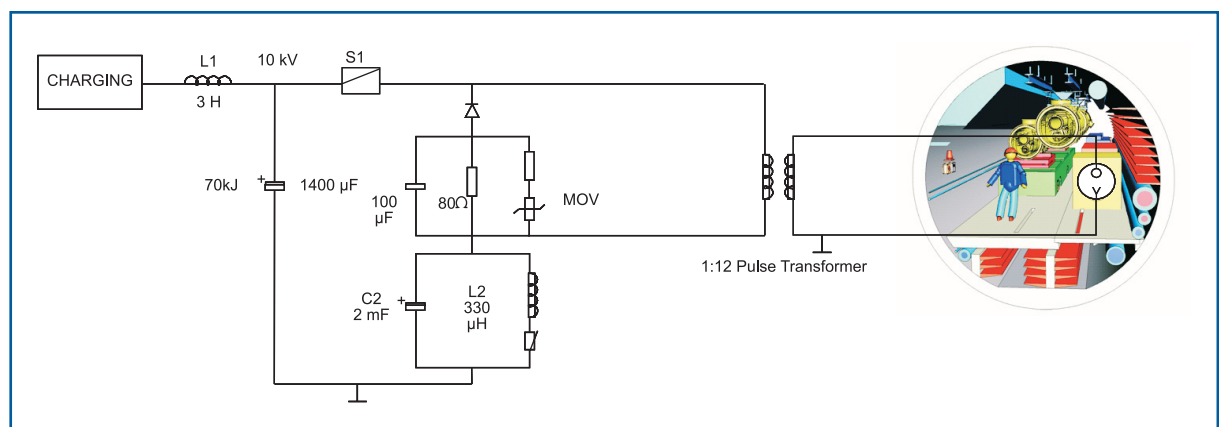 CHARGING
L1
3 H
10 kV
S1
70kJ
+
1400 µF
100
µF
80Ω
MOV
C2
2 mF
+
L2
330
µH
1:12 Pulse Transformer